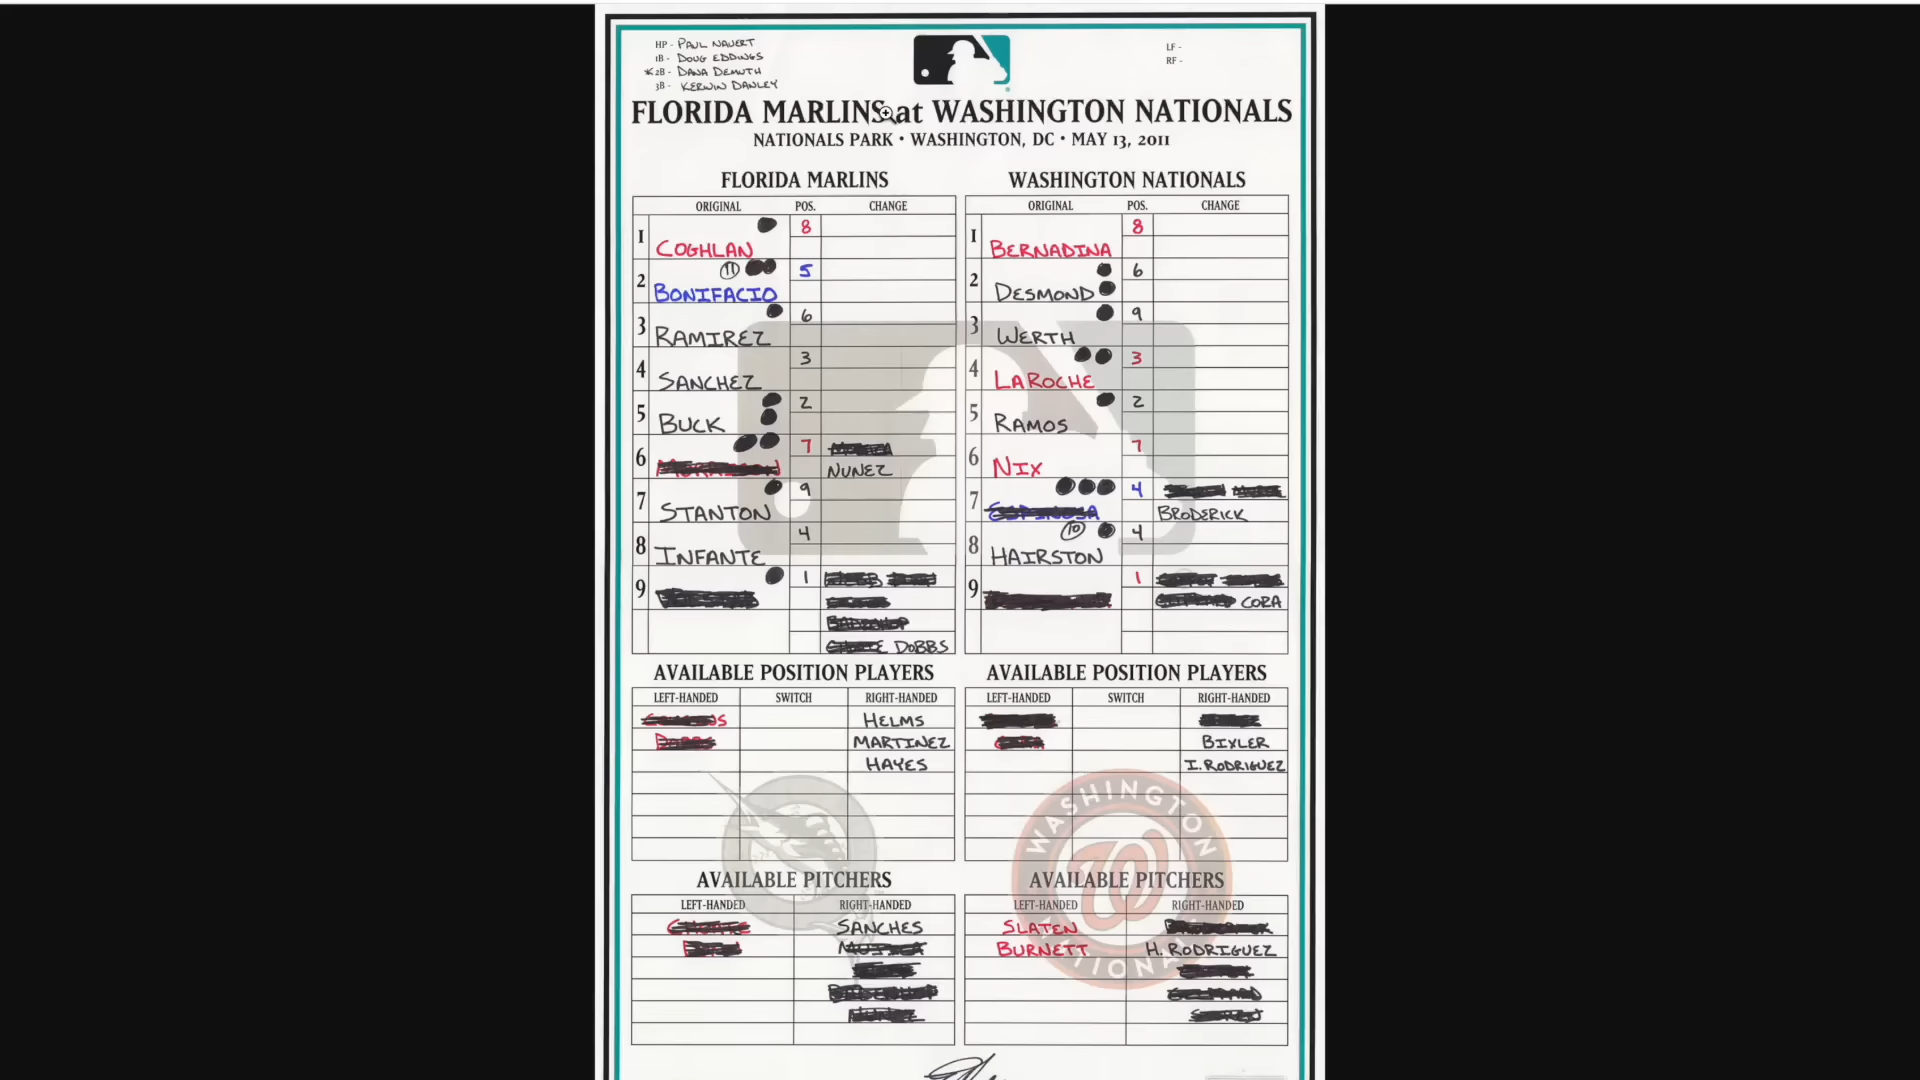 HP - PAUL NAUERT
1B - DOUG EDDINGS
*2B - DANA DEMUTH
3B - KERWIN DANLEY
LF -
RF -
FLORIDA MARLINS at WASHINGTON NATIONALS
NATIONALS PARK • WASHINGTON, DC • MAY 13, 2011
FLORIDA MARLINS
ORIGINAL POS. CHANGE
1 COGHLAN 8
2 11 BONIFACIO 5
3 RAMIREZ 6
4 SANCHEZ 3
5 BUCK 2
6 7
NUNEZ
7 STANTON 9
8 INFANTE 4
9 1
DOBBS
WASHINGTON NATIONALS
ORIGINAL POS. CHANGE
1 BERNADINA 8
2 DESMOND 6
3 WERTH 9
4 LAROCHE 3
5 RAMOS 2
6 NIX 7
7 ESPINOSA 4
BRODERICK
8 10 HAIRSTON 4
9 1
CORA
AVAILABLE POSITION PLAYERS
LEFT-HANDED SWITCH RIGHT-HANDED
HELMS
MARTINEZ
HAYES
AVAILABLE POSITION PLAYERS
LEFT-HANDED SWITCH RIGHT-HANDED
BIXLER
I. RODRIGUEZ
AVAILABLE PITCHERS
LEFT-HANDED RIGHT-HANDED
SANCHES
AVAILABLE PITCHERS
LEFT-HANDED RIGHT-HANDED
SLATEN
BURNETT H. RODRIGUEZ
WASHINGTON NATIONALS